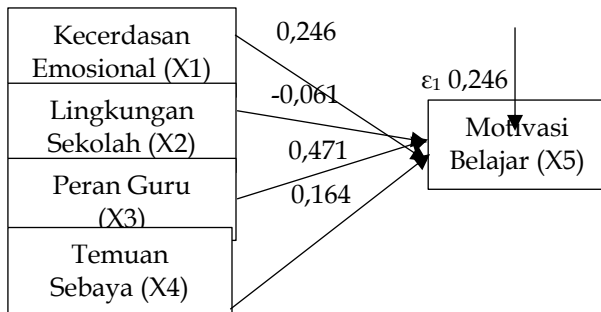 Kecerdasan
Emosional (X1)
Lingkungan
Sekolah (X2)
Peran Guru
(X3)
Temuan
Sebaya (X4)
0,246
-0,061
0,471
0,164
ε1 0,246
Motivasi
Belajar (X5)